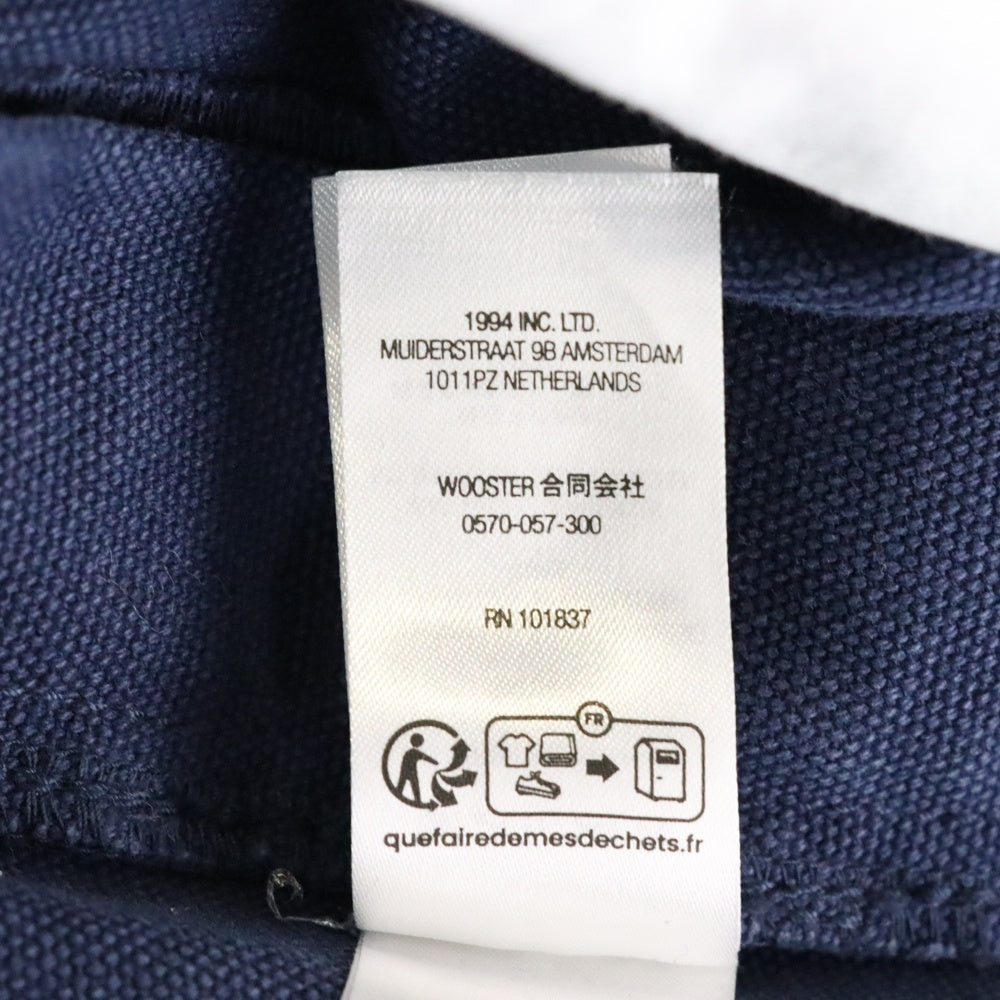 1994 INC. LTD.
MUIDERSTRAAT 9B AMSTERDAM
1011PZ NETHERLANDS
WOOSTER 合同会社
0570-057-300
RN 101837
FR
quefairedemesdechets.fr